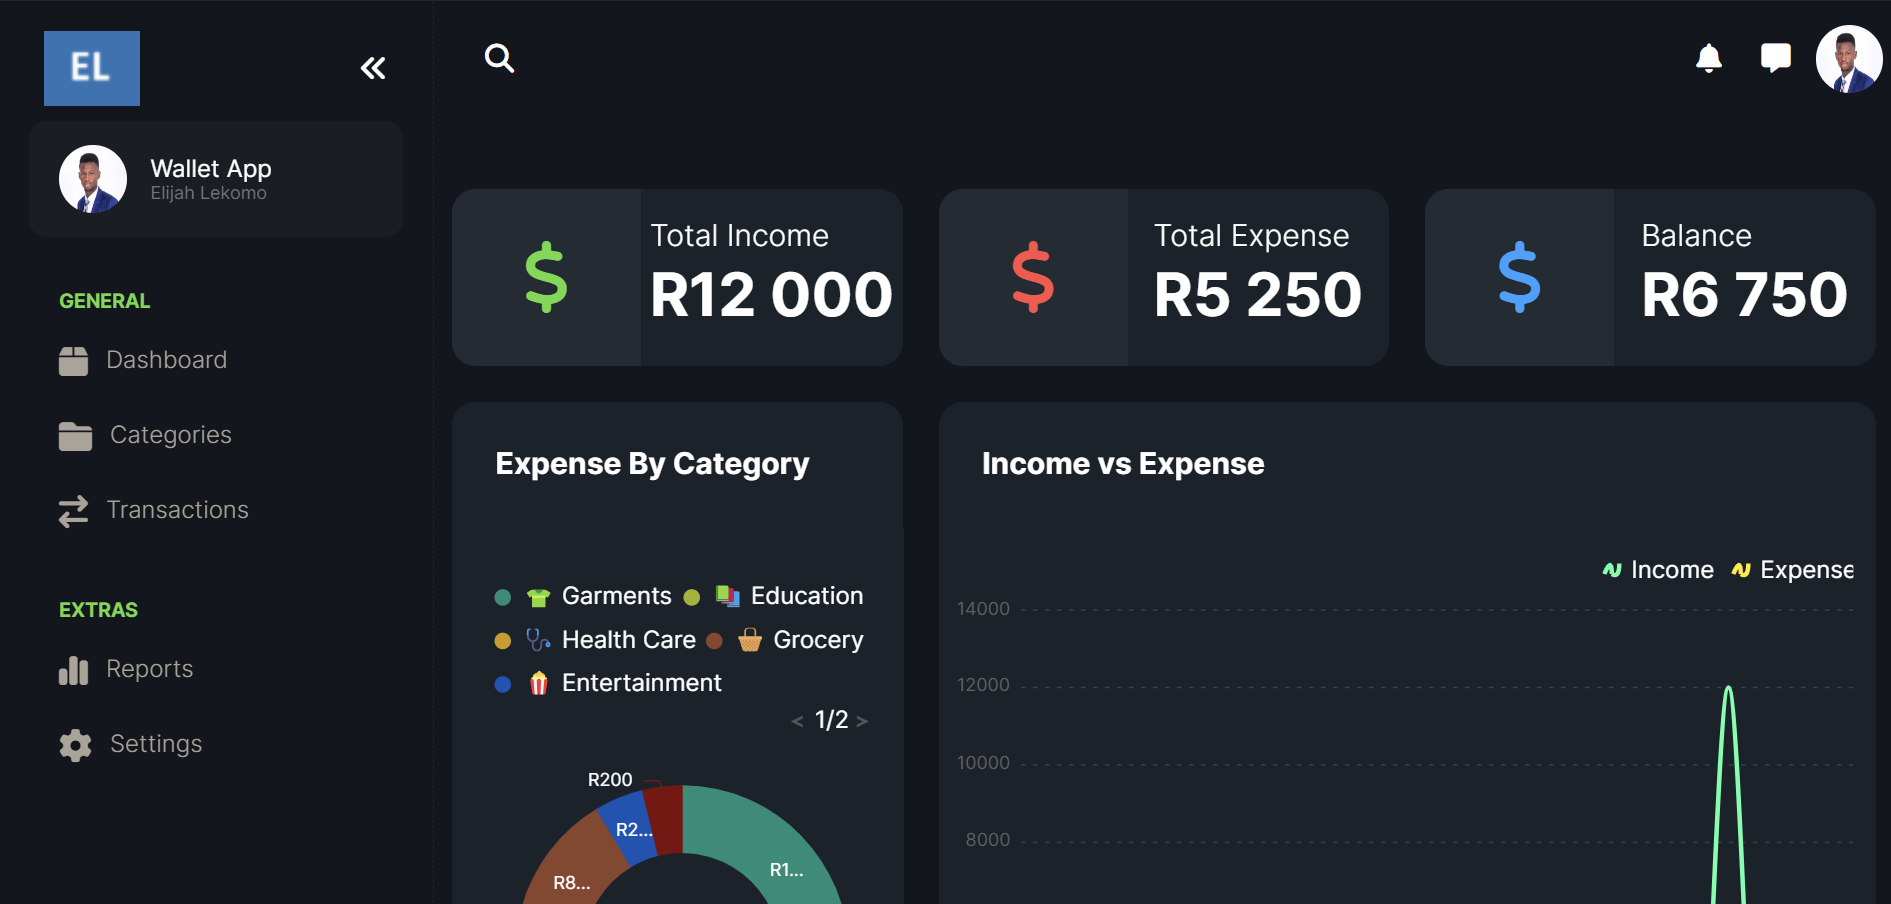 EL
Wallet App
Elijah Lekomo
GENERAL
Dashboard
Categories
Transactions
EXTRAS
Reports
Settings
Total Income
R12 000
Total Expense
R5 250
Balance
R6 750
Expense By Category
Garments Education
Health Care Grocery
Entertainment
< 1/2 >
R200
R2...
R1...
R8...
Income vs Expense
Income Expense
14000
12000
10000
8000